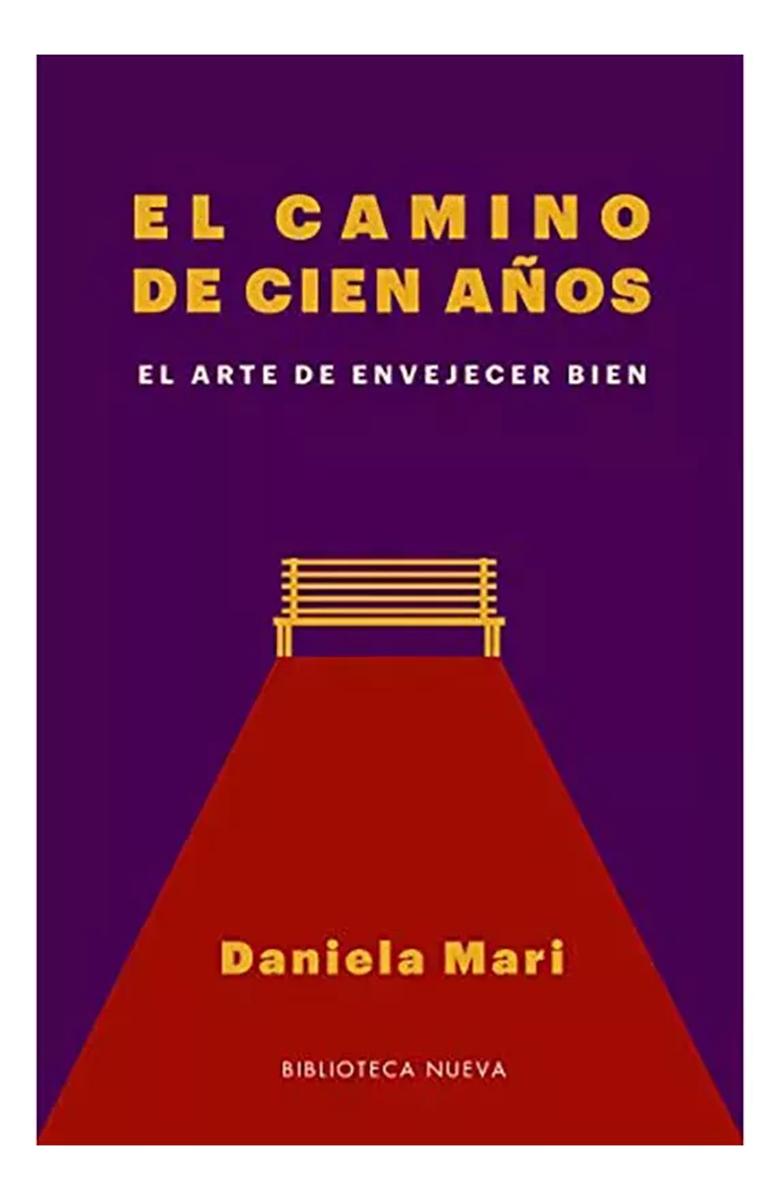 EL CAMINO
DE CIEN AÑOS
EL ARTE DE ENVEJECER BIEN
Daniela Mari
BIBLIOTECA NUEVA